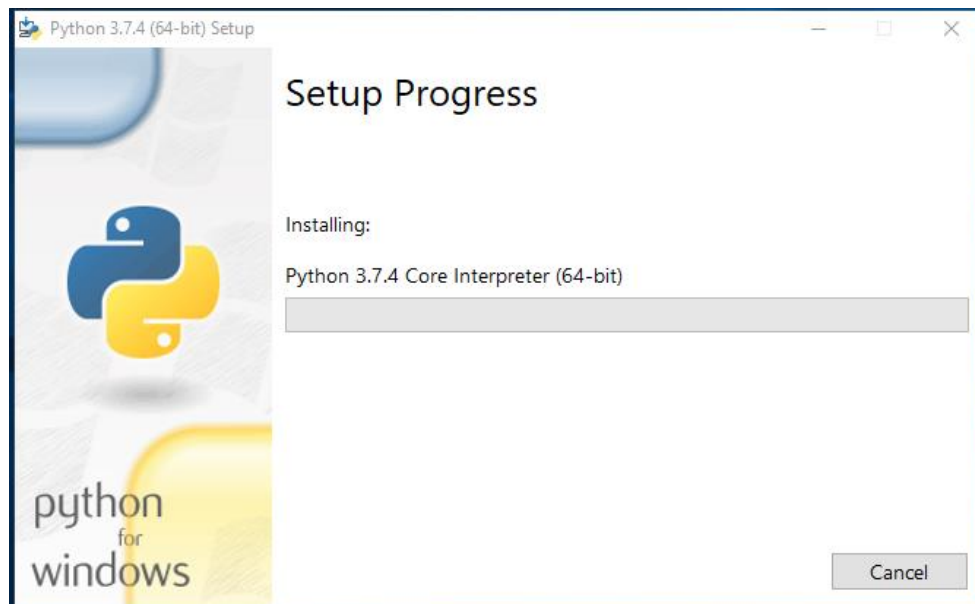 Python 3.7.4 (64-bit) Setup
Setup Progress
Installing:
Python 3.7.4 Core Interpreter (64-bit)
python
for
windows
Cancel